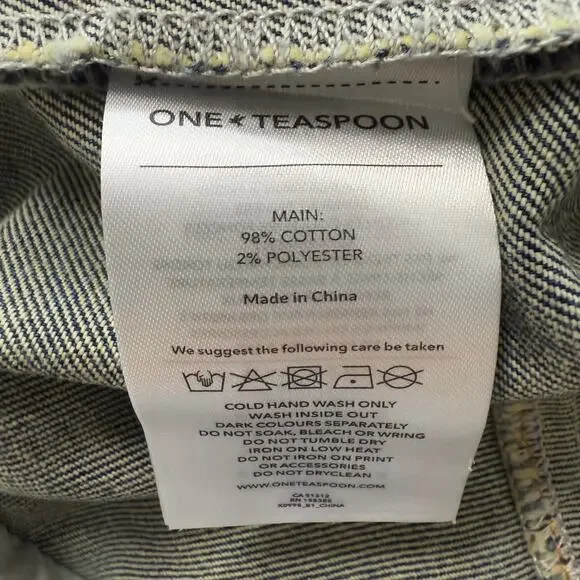 ONE TEASPOON
MAIN:
98% COTTON
2% POLYESTER
Made in China
We suggest the following care be taken
COLD HAND WASH ONLY
WASH INSIDE OUT
DARK COLOURS SEPARATELY
DO NOT SOAK, BLEACH OR WRING
DO NOT TUMBLE DRY
IRON ON LOW HEAT
DO NOT IRON ON PRINT
OR ACCESSORIES
DO NOT DRYCLEAN
WWW.ONETEASPOON.COM
CA 51312
RN